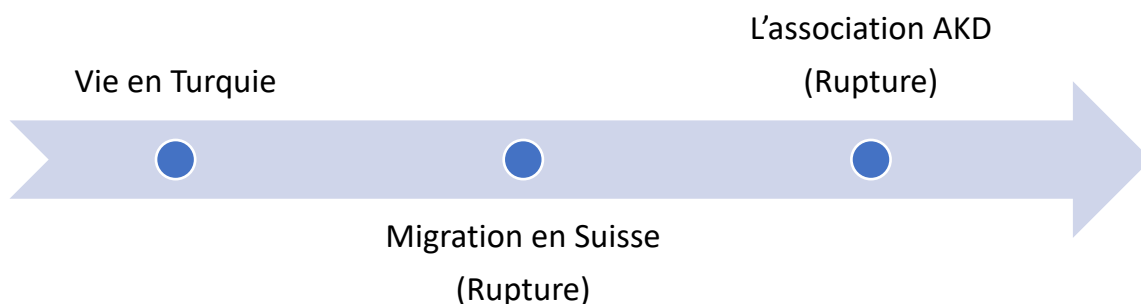 Vie en Turquie
Migration en Suisse
(Rupture)
L’association AKD
(Rupture)